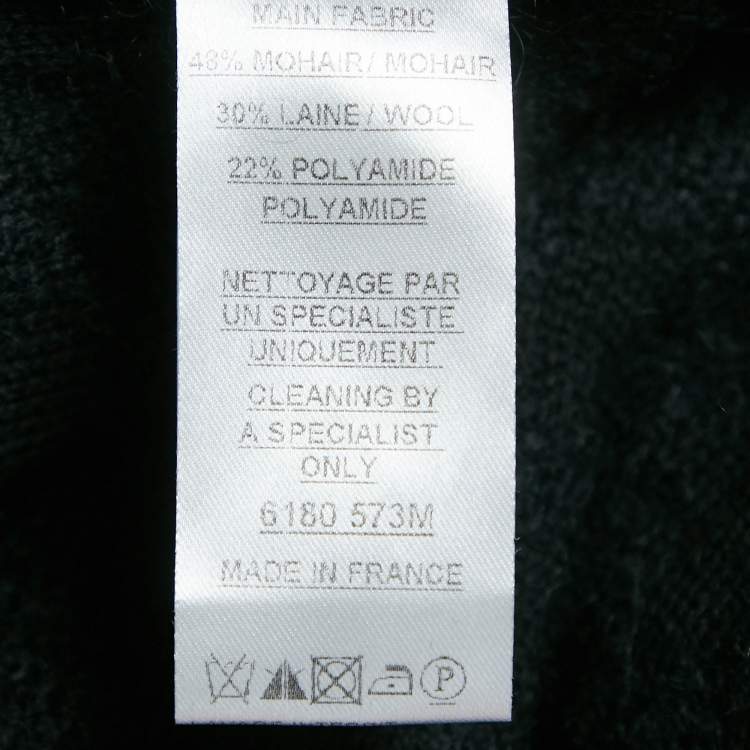 MAIN FABRIC
48% MOHAIR/ MOHAIR
30% LAINE/ WOOL
22% POLYAMIDE
POLYAMIDE
NETTOYAGE PAR
UN SPECIALISTE
UNIQUEMENT
CLEANING BY
A SPECIALIST
ONLY
6180 573M
MADE IN FRANCE
P